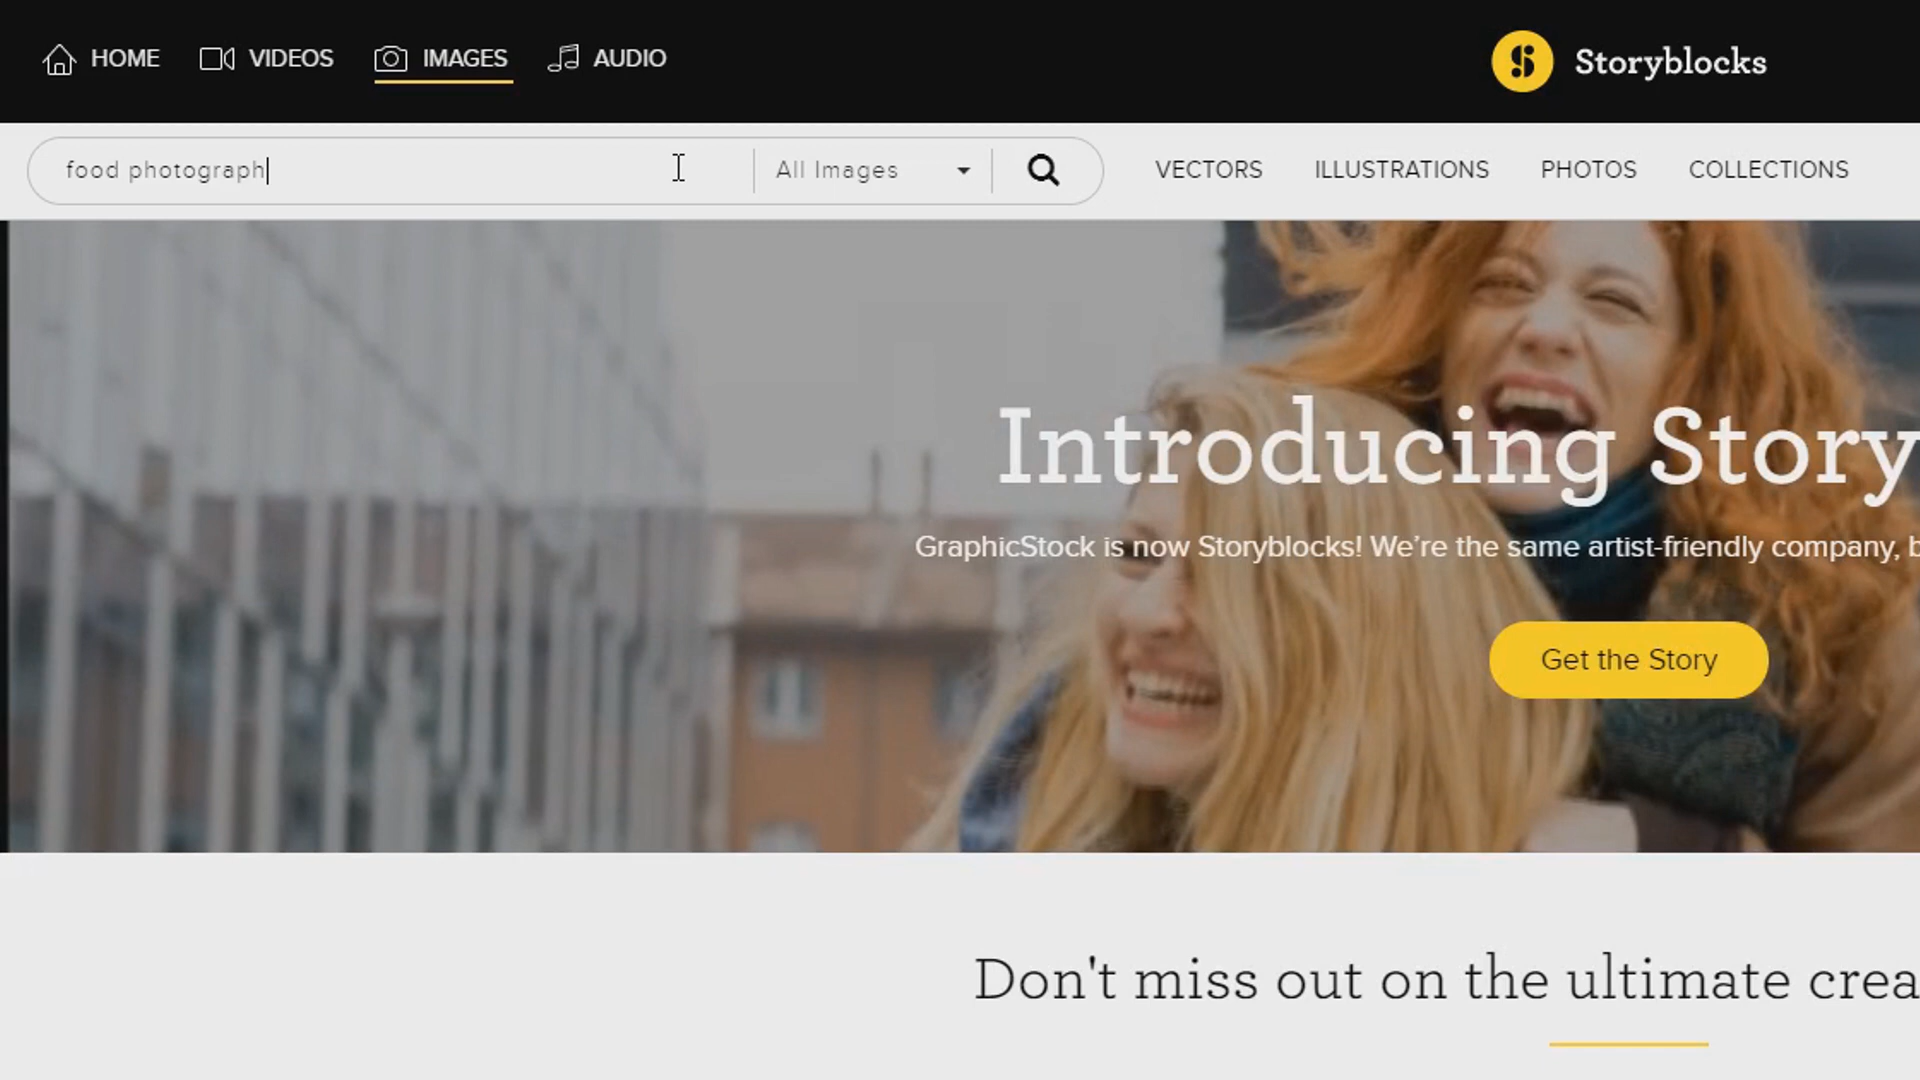 HOME VIDEOS IMAGES AUDIO Storyblocks
food photograph All Images VECTORS ILLUSTRATIONS PHOTOS COLLECTIONS
Introducing Story
GraphicStock is now Storyblocks! We're the same artist-friendly company, b
Get the Story
Don't miss out on the ultimate crea